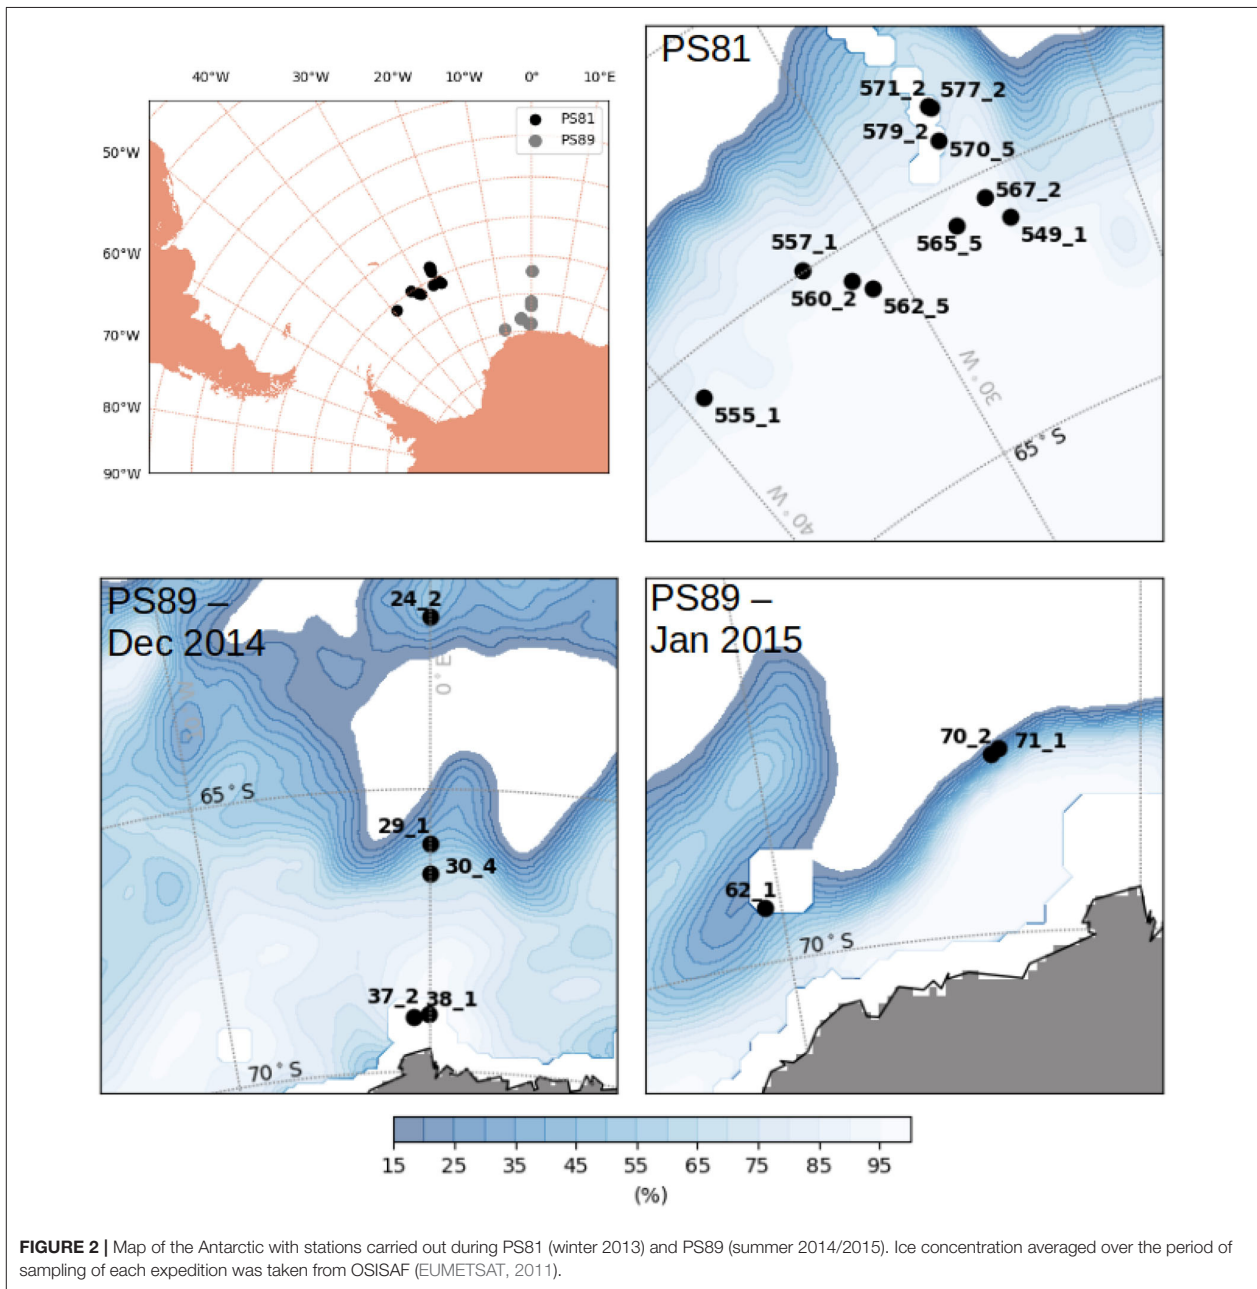 40°W 30°W 20°W 10°W 0° 10°E
PS81
PS89
50°W
60°W
70°W
80°W
90°W
PS81
571_2 577_2
579_2
570_5
567_2
565_5 549_1
557_1
560_2 562_5
555_1
30°W
65°S
40°W
PS89 –
Dec 2014
24_2
0°E
65°S
29_1
30_4
37_2 38_1
70°S
PS89 –
Jan 2015
70_2 71_1
62_1
70°S
15 25 35 45 55 65 75 85 95
(%)
FIGURE 2 | Map of the Antarctic with stations carried out during PS81 (winter 2013) and PS89 (summer 2014/2015). Ice concentration averaged over the period of
sampling of each expedition was taken from OSISAF (EUMETSAT, 2011).